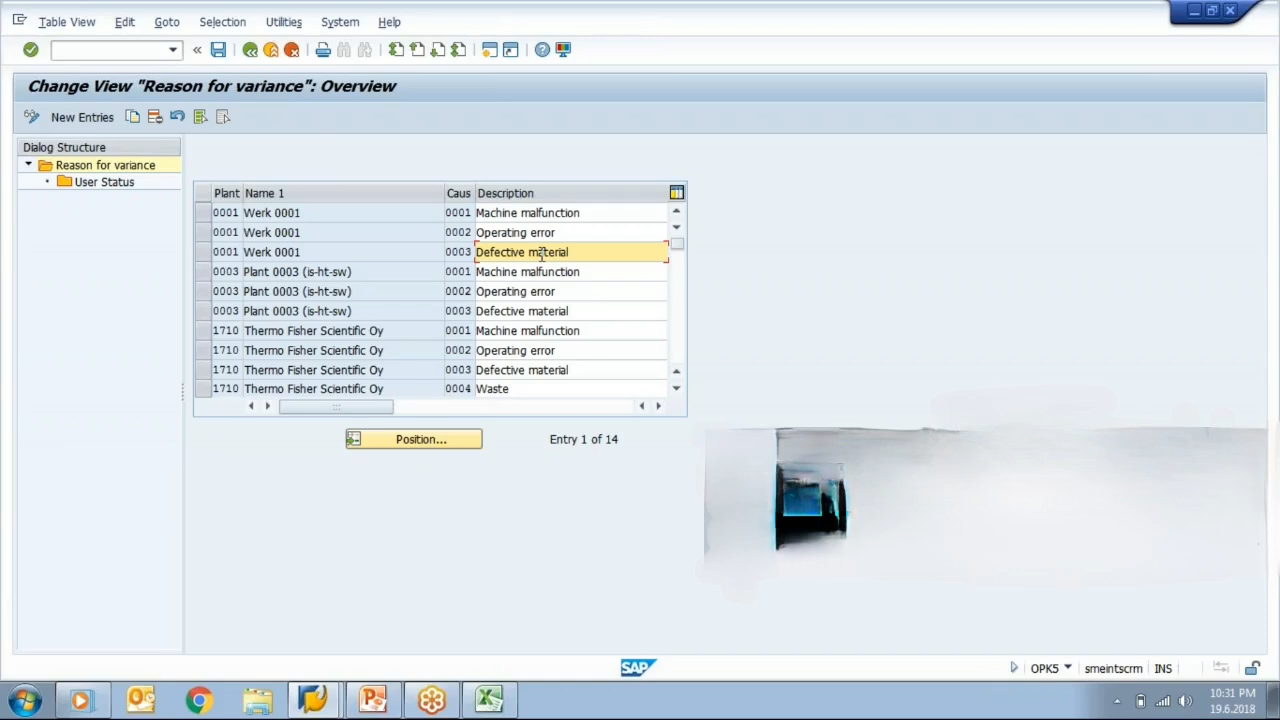 Table View Edit Goto Selection Utilities System Help
Change View "Reason for variance": Overview
New Entries
Dialog Structure
Reason for variance
User Status
Plant Name 1 Caus Description
0001 Werk 0001 0001 Machine malfunction
0001 Werk 0001 0002 Operating error
0001 Werk 0001 0003 Defective material
0003 Plant 0003 (is-ht-sw) 0001 Machine malfunction
0003 Plant 0003 (is-ht-sw) 0002 Operating error
0003 Plant 0003 (is-ht-sw) 0003 Defective material
1710 Thermo Fisher Scientific Oy 0001 Machine malfunction
1710 Thermo Fisher Scientific Oy 0002 Operating error
1710 Thermo Fisher Scientific Oy 0003 Defective material
1710 Thermo Fisher Scientific Oy 0004 Waste
Position... Entry 1 of 14
SAP OPK5 smeintscrm INS
10:31 PM
19.6.2018